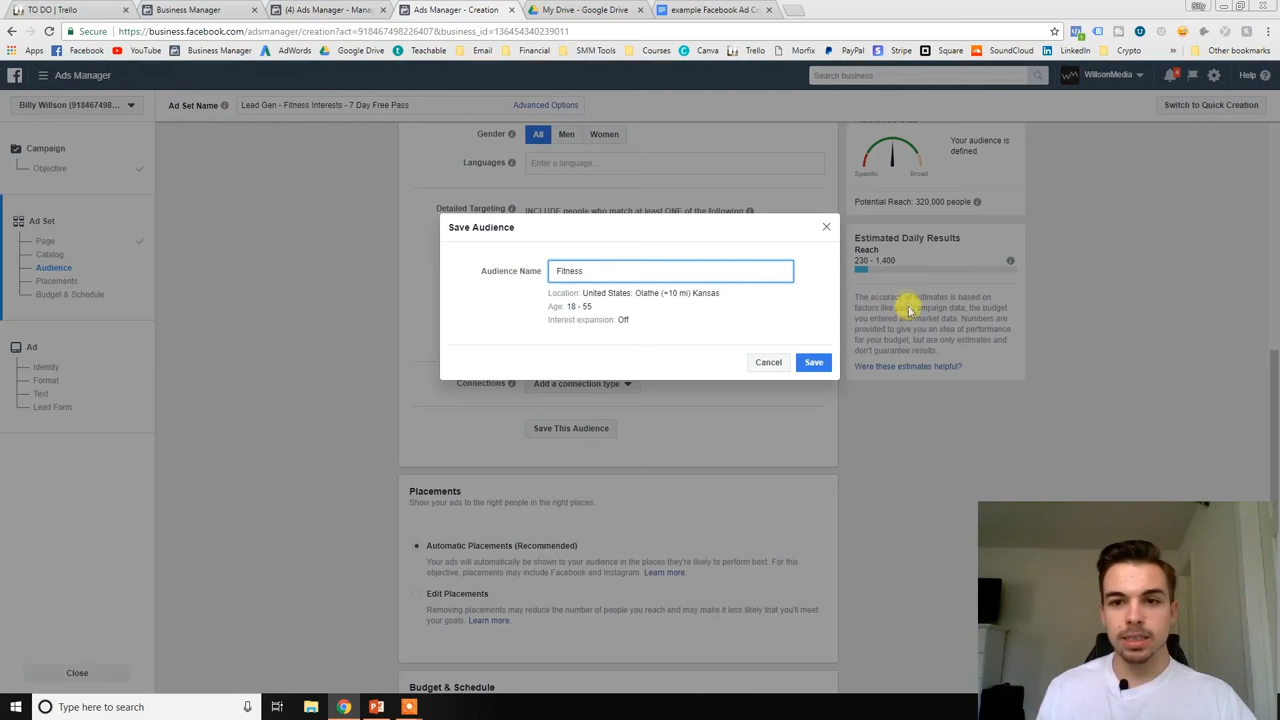 TO DO | Trello
Business Manager
(4) Ads Manager - Mana
Ads Manager - Creation
My Drive - Google Drive
example Facebook Ad Cr
Billy
https://business.facebook.com/adsmanager/creation?act=918467498226407&business_id=136454340239011
Apps
Facebook
YouTube
Business Manager
AdWords
Google Drive
Teachable
Email
Financial
SMM Tools
Courses
Canva
Trello
Morfix
PayPal
Stripe
Square
SoundCloud
LinkedIn
Crypto
Other bookmarks
Ads Manager
Search business
WillsonMedia
4
Help
Billy Willson (918467498...
Ad Set Name
Lead Gen - Fitness Interests - 7 Day Free Pass
Advanced Options
Switch to Quick Creation
Campaign
Objective
Ad Set
Page
Catalog
Audience
Placements
Budget & Schedule
Ad
Identity
Format
Text
Lead Form
Close
Gender
All
Men
Women
Languages
Enter a language...
Detailed Targeting
INCLUDE people who match at least ONE of the following
Save Audience
Audience Name
Fitness
Location: United States: Olathe (+10 mi) Kansas
Age: 18 - 55
Interest expansion: Off
Cancel
Save
Connections
Add a connection type
Save This Audience
Placements
Show your ads to the right people in the right places.
Automatic Placements (Recommended)
Your ads will automatically be shown to your audience in the places they're likely to perform best. For this
objective, placements may include Facebook and Instagram. Learn more.
Edit Placements
Removing placements may reduce the number of people you reach and may make it less likely that you'll meet
your goals. Learn more.
Budget & Schedule
Your audience is
defined.
Specific
Broad
Potential Reach: 320,000 people
Estimated Daily Results
Reach
230 - 1,400
The accuracy of estimates is based on
factors like past campaign data, the budget
you entered and market data. Numbers are
provided to give you an idea of performance
for your budget, but are only estimates and
don't guarantee results.
Were these estimates helpful?
Type here to search